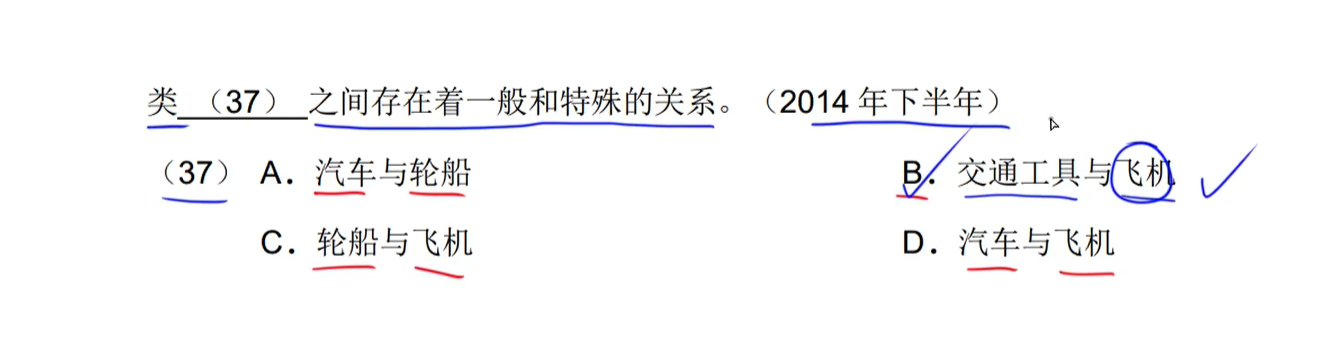 类 （37） 之间存在着一般和特殊的关系。（2014 年下半年）
（37） A．汽车与轮船 B．交通工具与飞机
C．轮船与飞机 D．汽车与飞机